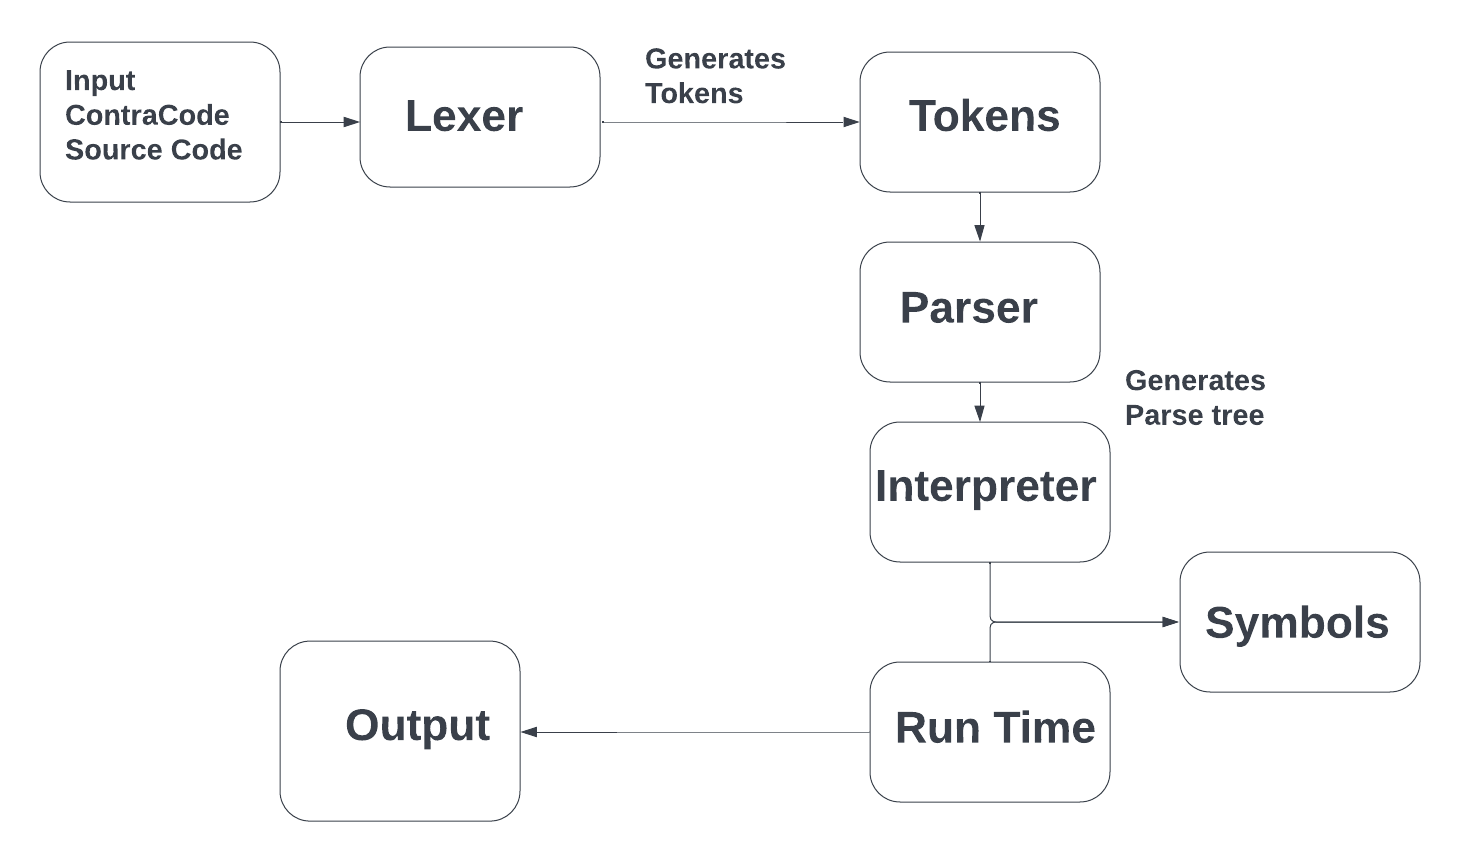 Input
ContraCode
Source Code
Lexer
Generates
Tokens
Tokens
Parser
Generates
Parse tree
Interpreter
Symbols
Output
Run Time